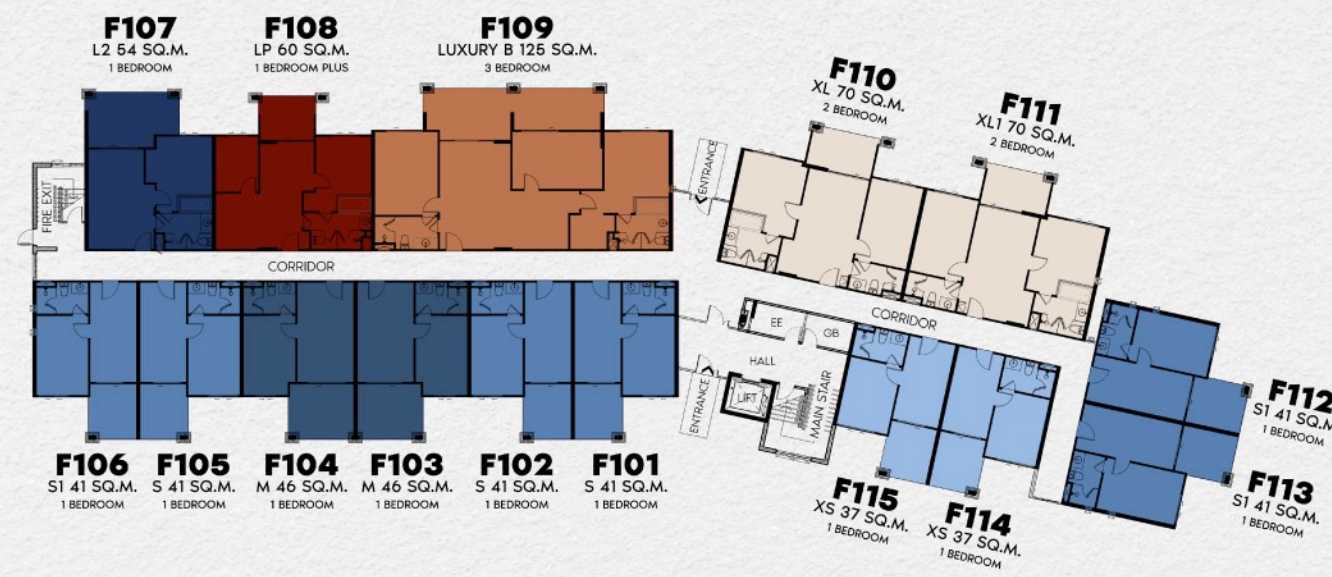 F107
L2 54 SQ.M.
1 BEDROOM
F108
LP 60 SQ.M.
1 BEDROOM PLUS
F109
LUXURY B 125 SQ.M.
3 BEDROOM
F110
XL 70 SQ.M.
2 BEDROOM
F111
XL1 70 SQ.M.
2 BEDROOM
FIRE EXIT
ENTRANCE
CORRIDOR
CORRIDOR
EE
GB
HALL
LIFT
MAIN STAIR
ENTRANCE
F112
S1 41 SQ.M.
1 BEDROOM
F113
S1 41 SQ.M.
1 BEDROOM
F106
S1 41 SQ.M.
1 BEDROOM
F105
S 41 SQ.M.
1 BEDROOM
F104
M 46 SQ.M.
1 BEDROOM
F103
M 46 SQ.M.
1 BEDROOM
F102
S 41 SQ.M.
1 BEDROOM
F101
S 41 SQ.M.
1 BEDROOM
F115
XS 37 SQ.M.
1 BEDROOM
F114
XS 37 SQ.M.
1 BEDROOM